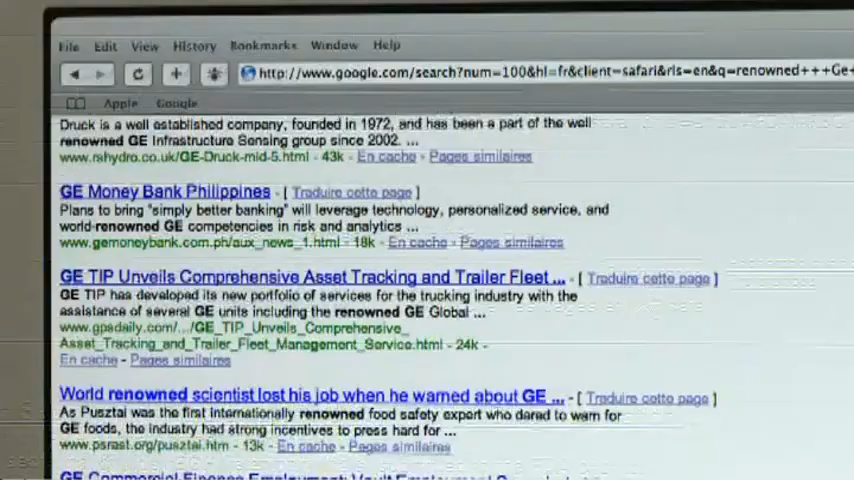 File Edit View History Bookmarks Window Help
http://www.google.com/search?num=100&hl=fr&client=safari&rls=en&q=renowned+++Ge+
Apple Google
Druck is a well established company, founded in 1972, and has been a part of the well
renowned GE Infrastructure Sensing group since 2002. ...
www.rshydro.co.uk/GE-Druck-mid-5.html - 43k - En cache - Pages similaires
GE Money Bank Philippines - [ Traduire cette page ]
Plans to bring "simply better banking" will leverage technology, personalized service, and
world-renowned GE competencies in risk and analytics ...
www.gemoneybank.com.ph/aux_news_1.html - 18k - En cache - Pages similaires
GE TIP Unveils Comprehensive Asset Tracking and Trailer Fleet ... - [ Traduire cette page ]
GE TIP has developed its new portfolio of services for the trucking industry with the
assistance of several GE units including the renowned GE Global ...
www.gpsdaily.com/.../GE_TIP_Unveils_Comprehensive_
Asset_Tracking_and_Trailer_Fleet_Management_Service.html - 24k -
En cache - Pages similaires
World renowned scientist lost his job when he warned about GE ... - [ Traduire cette page ]
As Pusztai was the first internationally renowned food safety expert who dared to warn for
GE foods, the industry had strong incentives to press hard for ...
www.psrast.org/pusztai.htm - 13k - En cache - Pages similaires
GE Commercial Finance Employment: Vault Employment